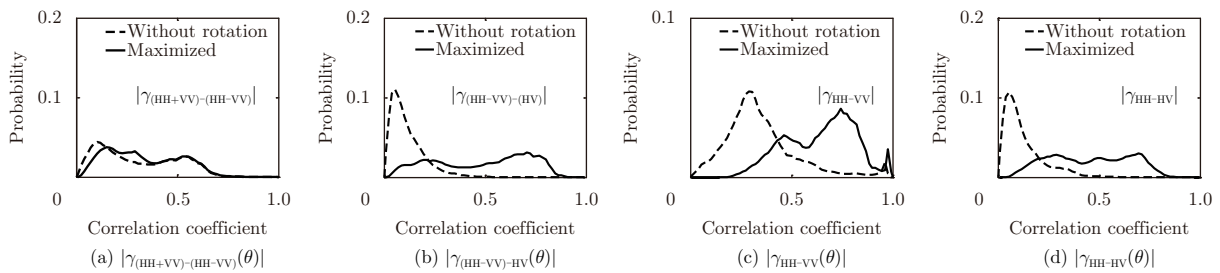 0.2
Without rotation
Maximized
Probability
0.1
|γ(HH+VV)-(HH-VV)|
0 0.5 1.0
Correlation coefficient
(a) |γ(HH+VV)-(HH-VV)(θ)|
0.2
Without rotation
Maximized
Probability
0.1
|γ(HH-VV)-(HV)|
0 0.5 1.0
Correlation coefficient
(b) |γ(HH-VV)-HV(θ)|
0.1
Without rotation
Maximized
Probability
|γHH-VV|
0 0.5 1.0
Correlation coefficient
(c) |γHH-VV(θ)|
0.2
Without rotation
Maximized
Probability
0.1
|γHH-HV|
0 0.5 1.0
Correlation coefficient
(d) |γHH-HV(θ)|